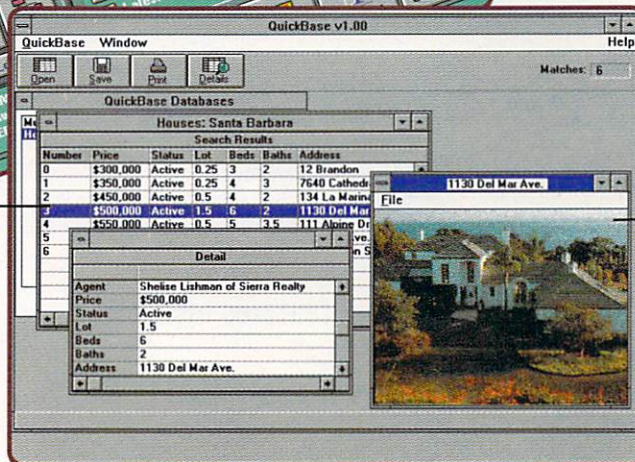 QuickBase v1.00
QuickBase Window Help
Open Save Print Details Matches: 6
QuickBase Databases
Houses: Santa Barbara
Search Results
Number Price Status Lot Beds Baths Address
0 $300,000 Active 0.25 3 2 12 Brandon
1 $350,000 Active 0.25 4 3 7640 Cathedr
2 $450,000 Active 0.5 4 2 134 La Marina
3 $500,000 Active 1.5 6 2 1130 Del Mar
4 $550,000 Active 0.5 5 3.5 111 Alpine Dr
5
6
1130 Del Mar Ave.
File
Detail
Agent Shelise Lishman of Sierra Realty
Price $500,000
Status Active
Lot 1.5
Beds 6
Baths 2
Address 1130 Del Mar Ave.